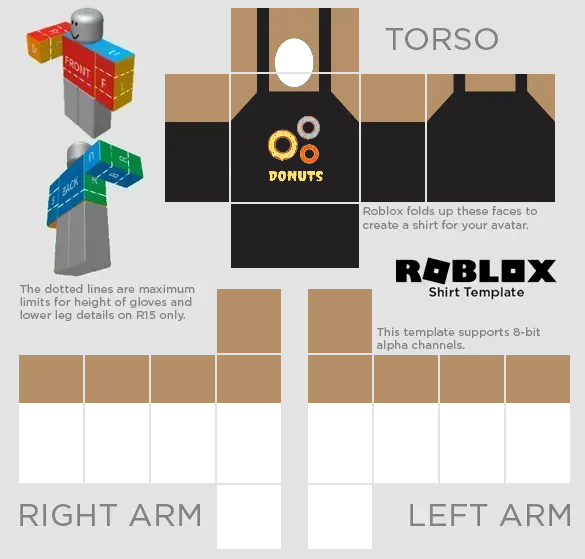 TORSO
FRONT
F
L
BACK
R
B
DONUTS
Roblox folds up these faces to
create a shirt for your avatar.
ROBLOX
Shirt Template
The dotted lines are maximum
limits for height of gloves and
lower leg details on R15 only.
This template supports 8-bit
alpha channels.
RIGHT ARM
LEFT ARM